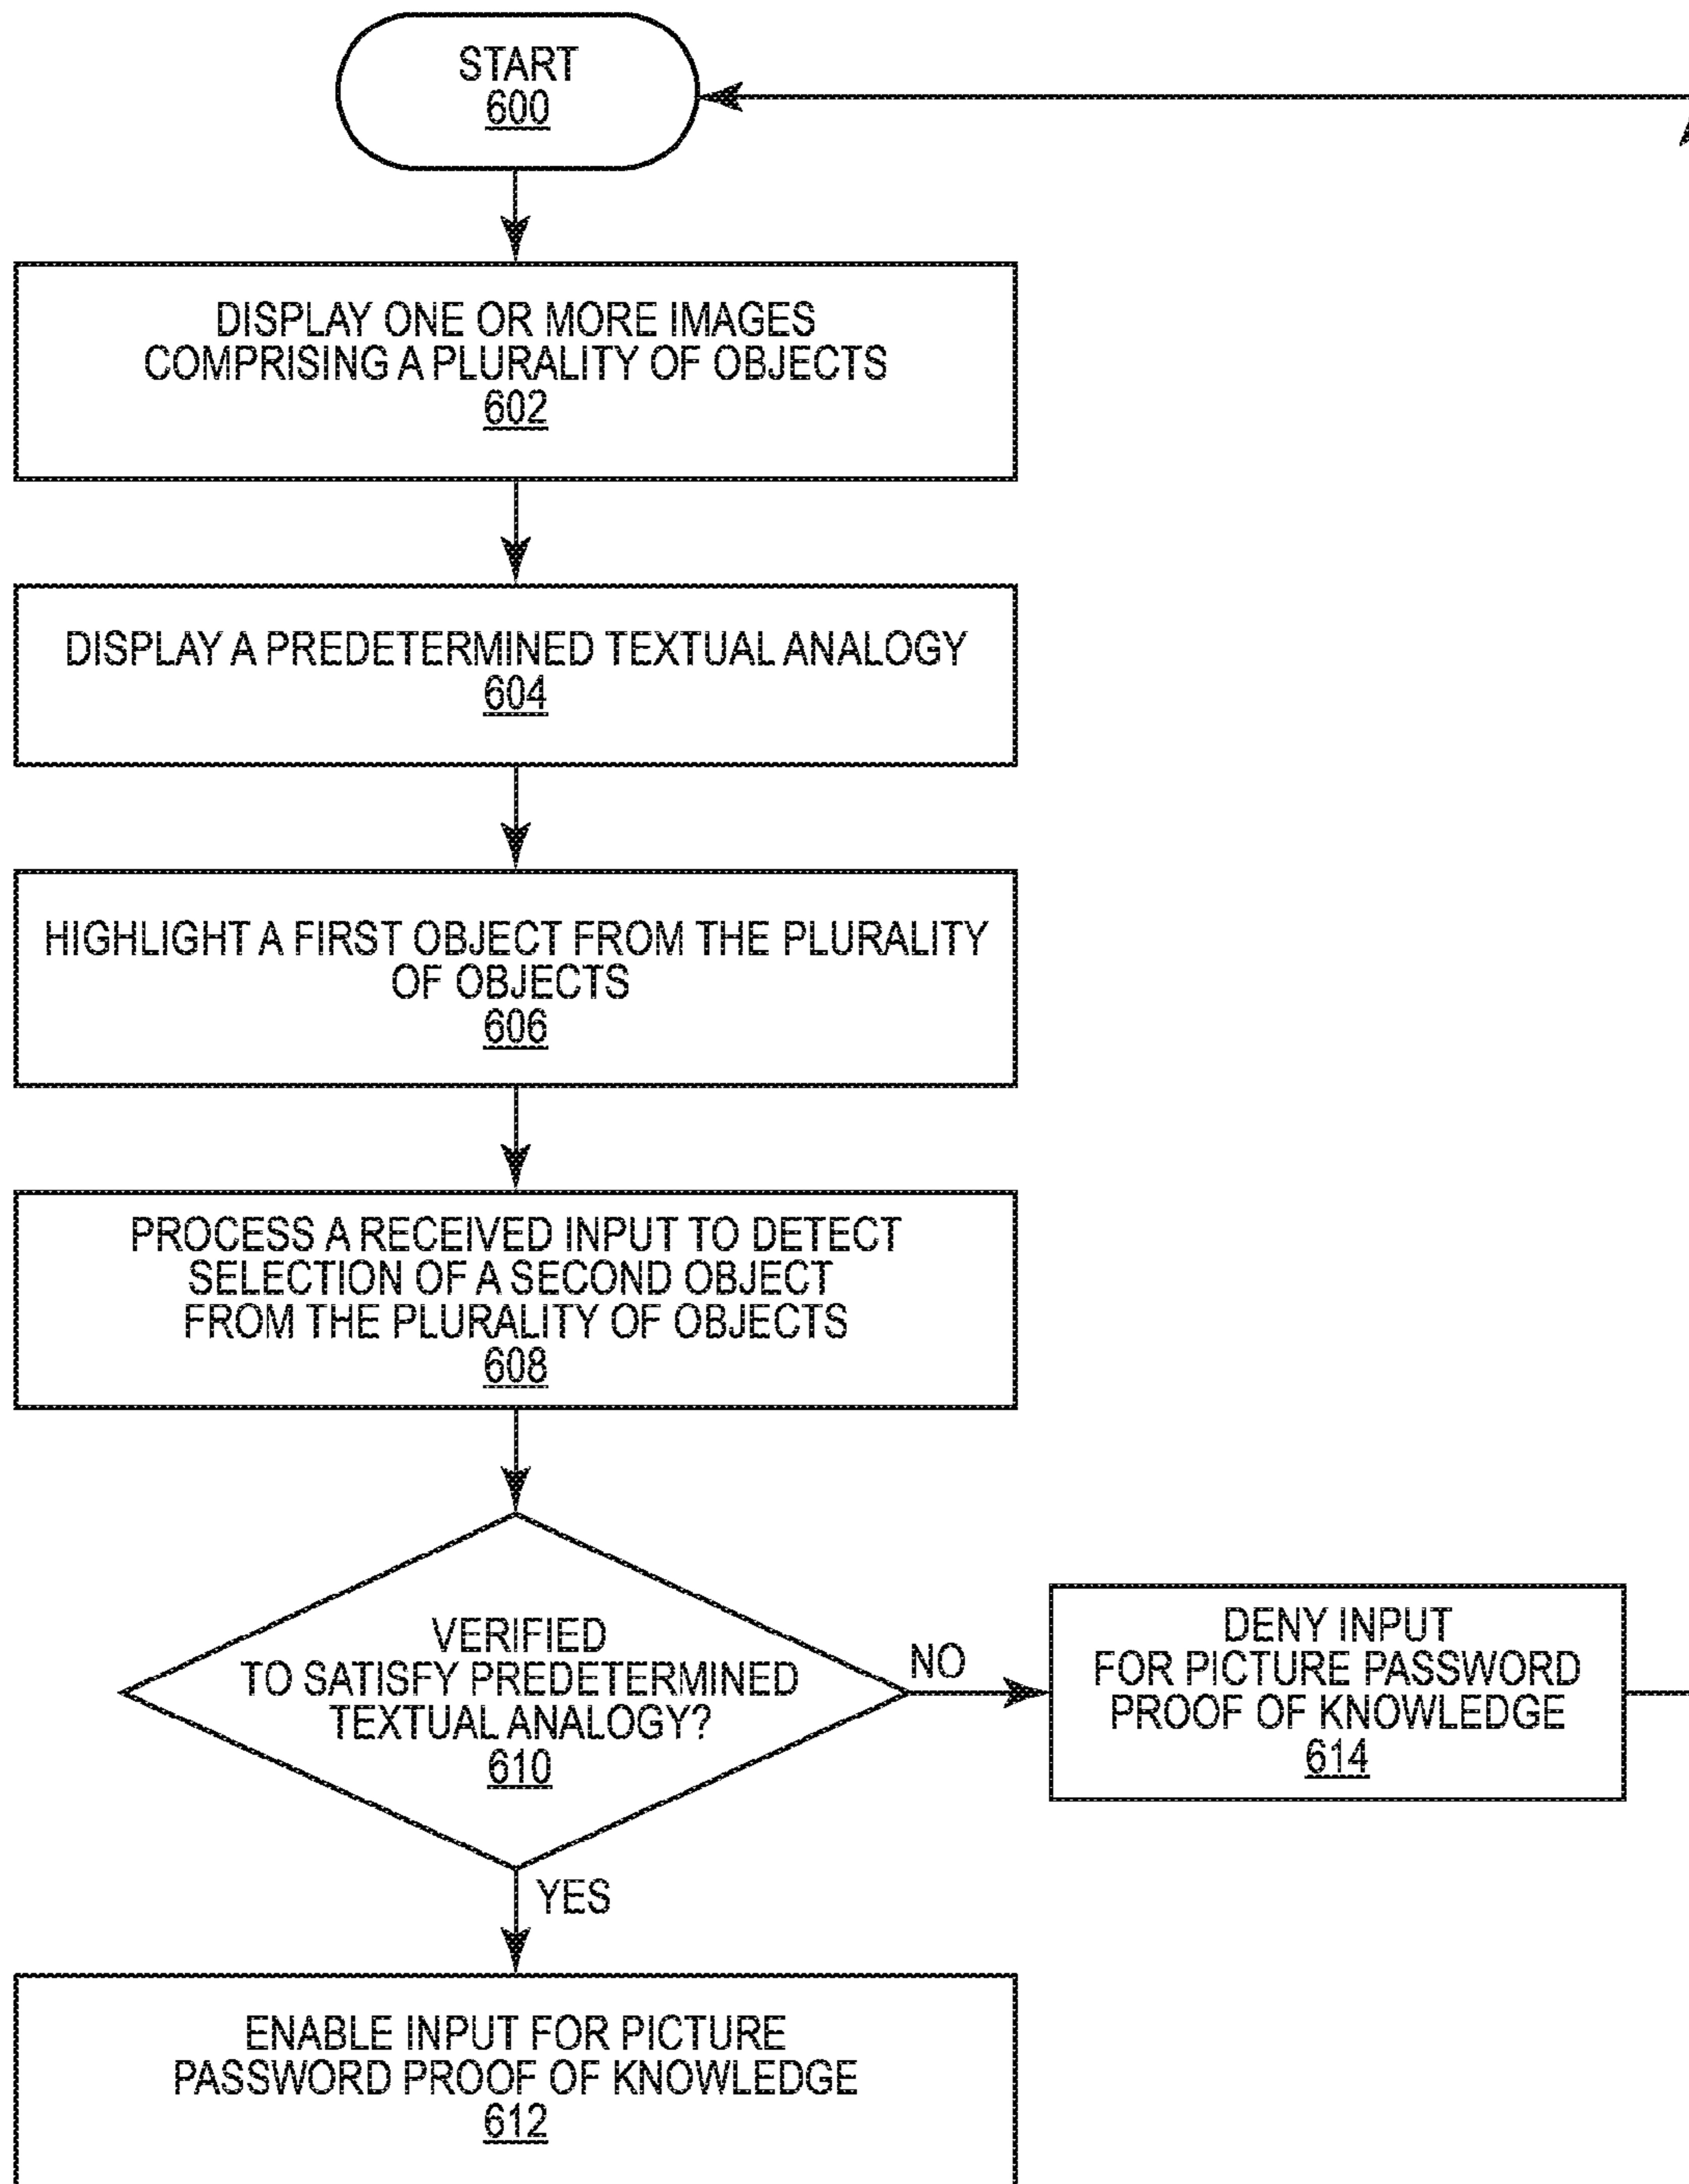 START
600
DISPLAY ONE OR MORE IMAGES
COMPRISING A PLURALITY OF OBJECTS
602
DISPLAY A PREDETERMINED TEXTUAL ANALOGY
604
HIGHLIGHT A FIRST OBJECT FROM THE PLURALITY
OF OBJECTS
606
PROCESS A RECEIVED INPUT TO DETECT
SELECTION OF A SECOND OBJECT
FROM THE PLURALITY OF OBJECTS
608
VERIFIED
TO SATISFY PREDETERMINED
TEXTUAL ANALOGY?
610
NO
DENY INPUT
FOR PICTURE PASSWORD
PROOF OF KNOWLEDGE
614
YES
ENABLE INPUT FOR PICTURE
PASSWORD PROOF OF KNOWLEDGE
612